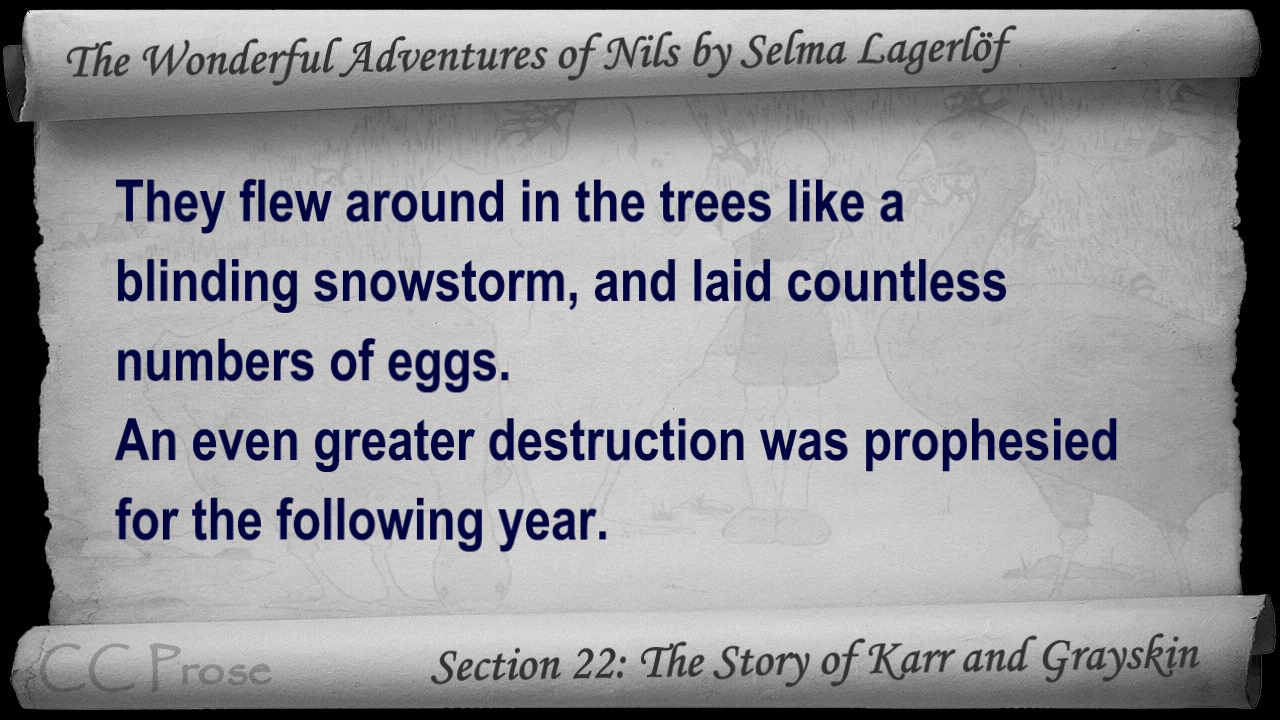 The Wonderful Adventures of Nils by Selma Lagerlöf
They flew around in the trees like a
blinding snowstorm, and laid countless
numbers of eggs.
An even greater destruction was prophesied
for the following year.
CC Prose
Section 22: The Story of Karr and Grayskin